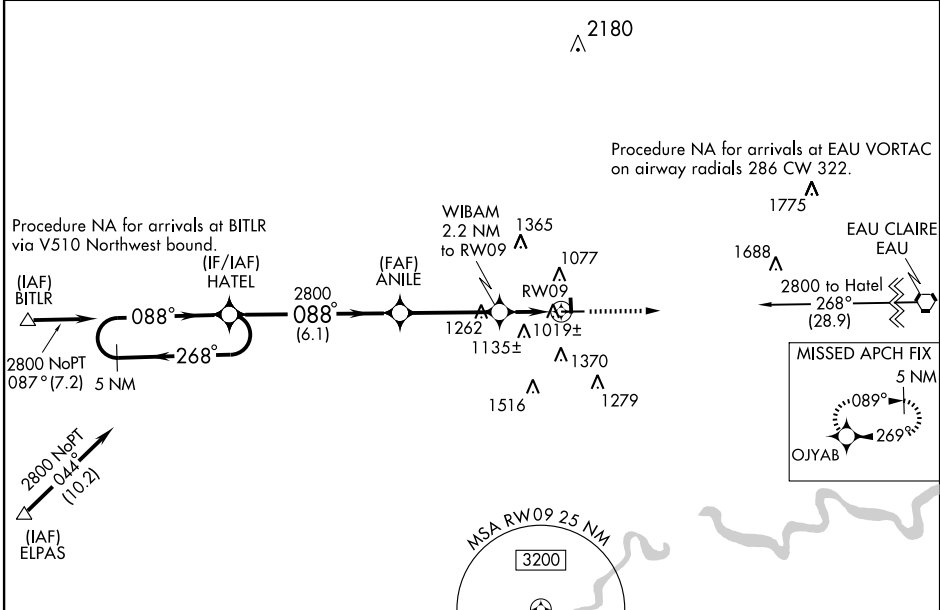 2180
Procedure NA for arrivals at EAU VORTAC
on airway radials 286 CW 322.
1775
Procedure NA for arrivals at BITLR
via V510 Northwest bound.
WIBAM
2.2 NM
to RW09
1365
EAU CLAIRE
EAU
1688
(IF/IAF)
HATEL
(FAF)
ANILE
1077
RW09
2800 to Hatel
268°
(28.9)
(IAF)
BITLR
088°
2800
088°
(6.1)
1262
1019±
1135±
268°
2800 NoPT
087° (7.2)
5 NM
1370
1279
1516
MISSED APCH FIX
5 NM
089°
269°
OJYAB
2800 NoPT
044°
(10.2)
(IAF)
ELPAS
MSA RW09 25 NM
3200